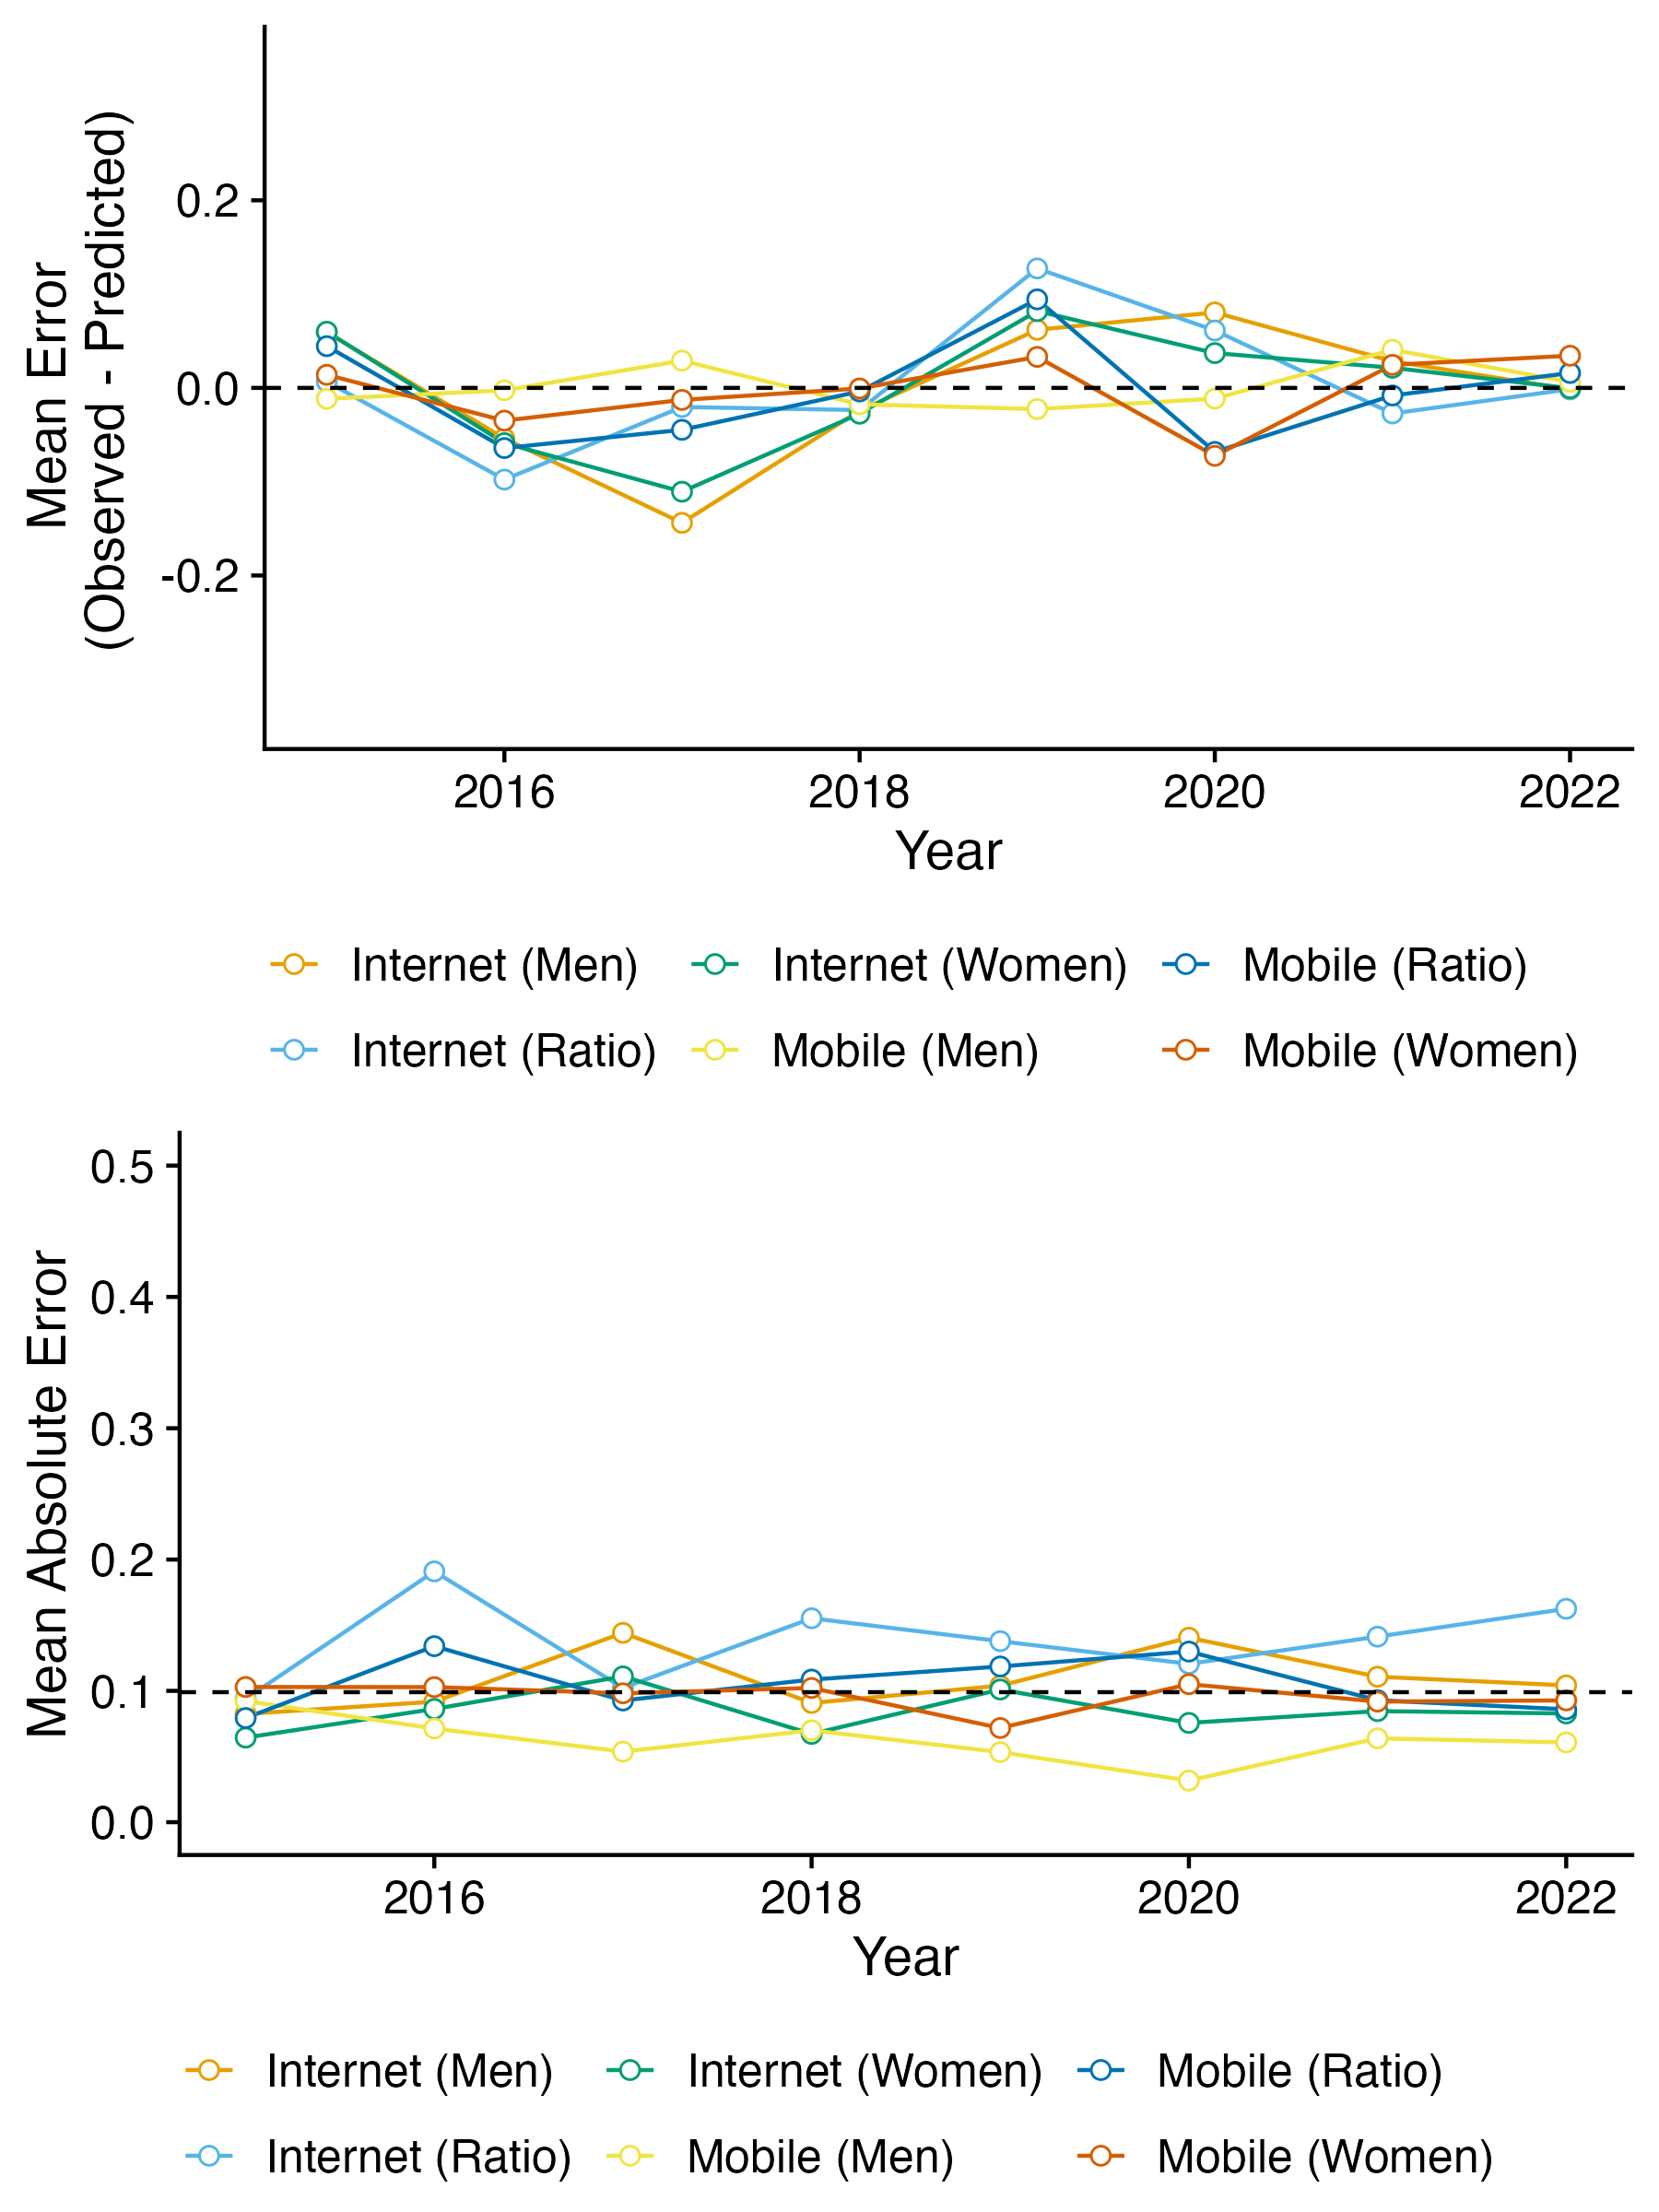 Mean Error
(Observed - Predicted)
0.2
0.0
-0.2
2016 2018 2020 2022
Year
Internet (Men) Internet (Women) Mobile (Ratio)
Internet (Ratio) Mobile (Men) Mobile (Women)
Mean Absolute Error
0.5
0.4
0.3
0.2
0.1
0.0
2016 2018 2020 2022
Year
Internet (Men) Internet (Women) Mobile (Ratio)
Internet (Ratio) Mobile (Men) Mobile (Women)